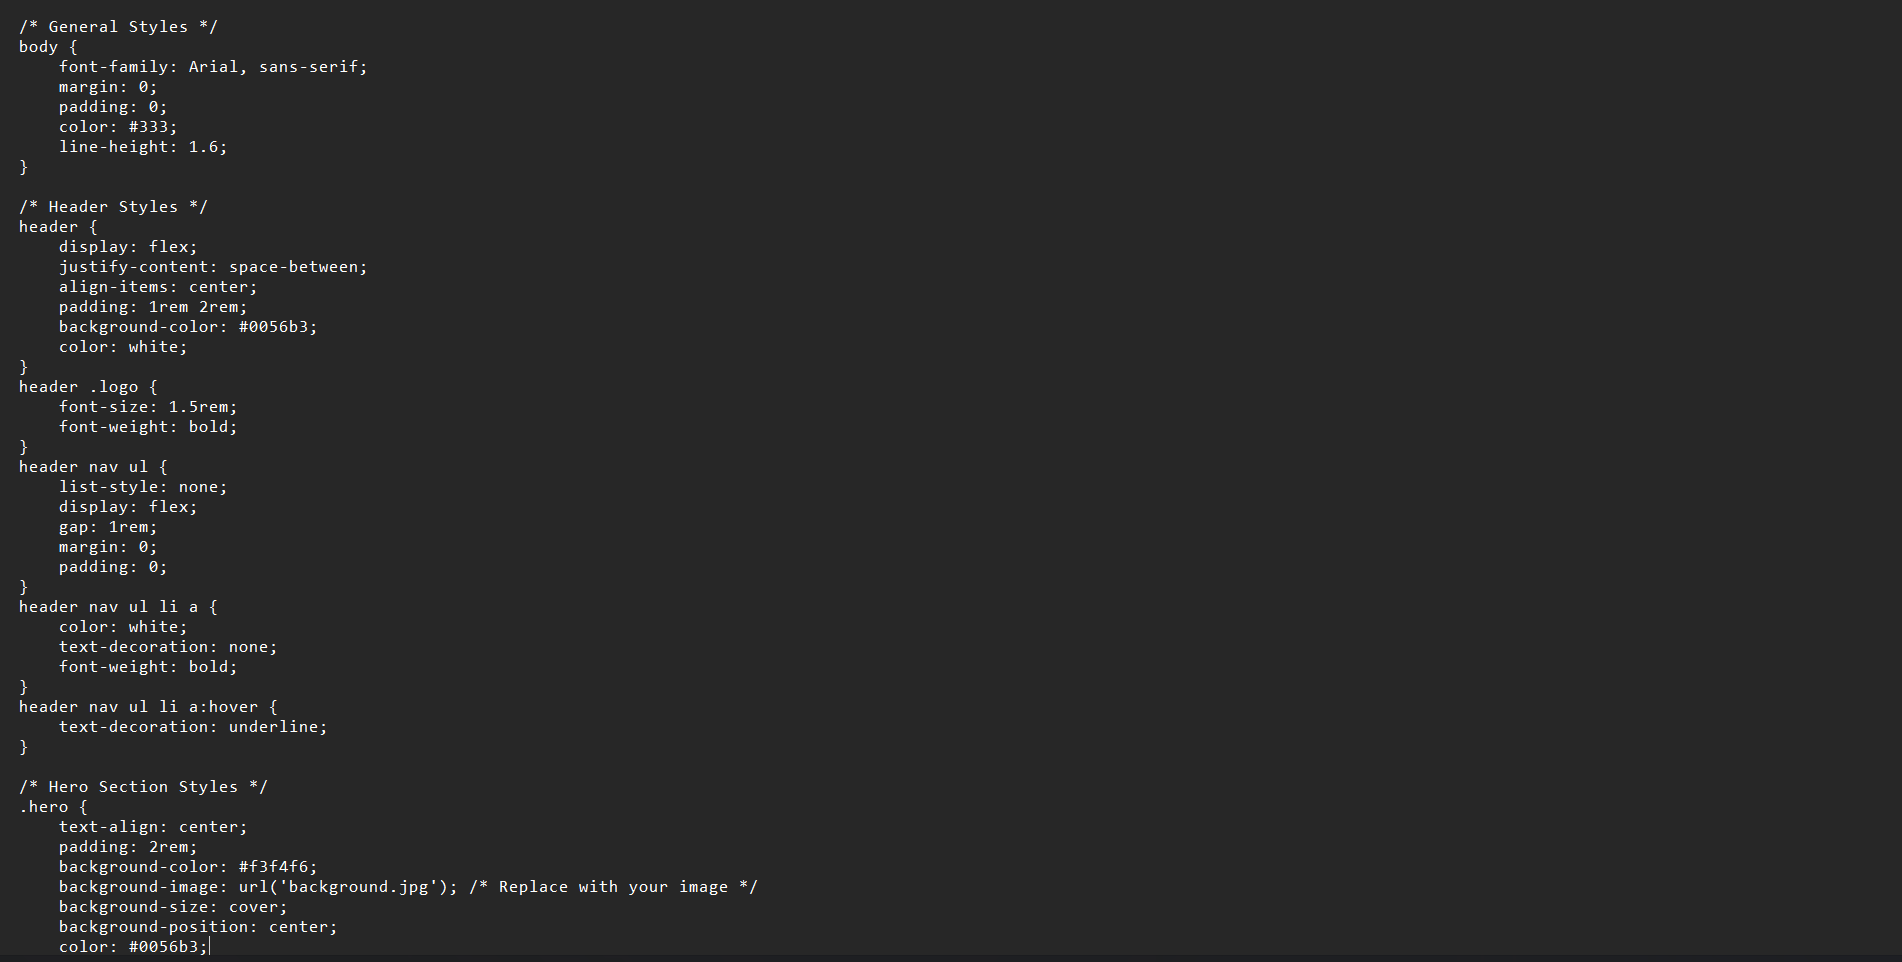 /* General Styles */
body {
    font-family: Arial, sans-serif;
    margin: 0;
    padding: 0;
    color: #333;
    line-height: 1.6;
}

/* Header Styles */
header {
    display: flex;
    justify-content: space-between;
    align-items: center;
    padding: 1rem 2rem;
    background-color: #0056b3;
    color: white;
}
header .logo {
    font-size: 1.5rem;
    font-weight: bold;
}
header nav ul {
    list-style: none;
    display: flex;
    gap: 1rem;
    margin: 0;
    padding: 0;
}
header nav ul li a {
    color: white;
    text-decoration: none;
    font-weight: bold;
}
header nav ul li a:hover {
    text-decoration: underline;
}

/* Hero Section Styles */
.hero {
    text-align: center;
    padding: 2rem;
    background-color: #f3f4f6;
    background-image: url('background.jpg'); /* Replace with your image */
    background-size: cover;
    background-position: center;
    color: #0056b3;